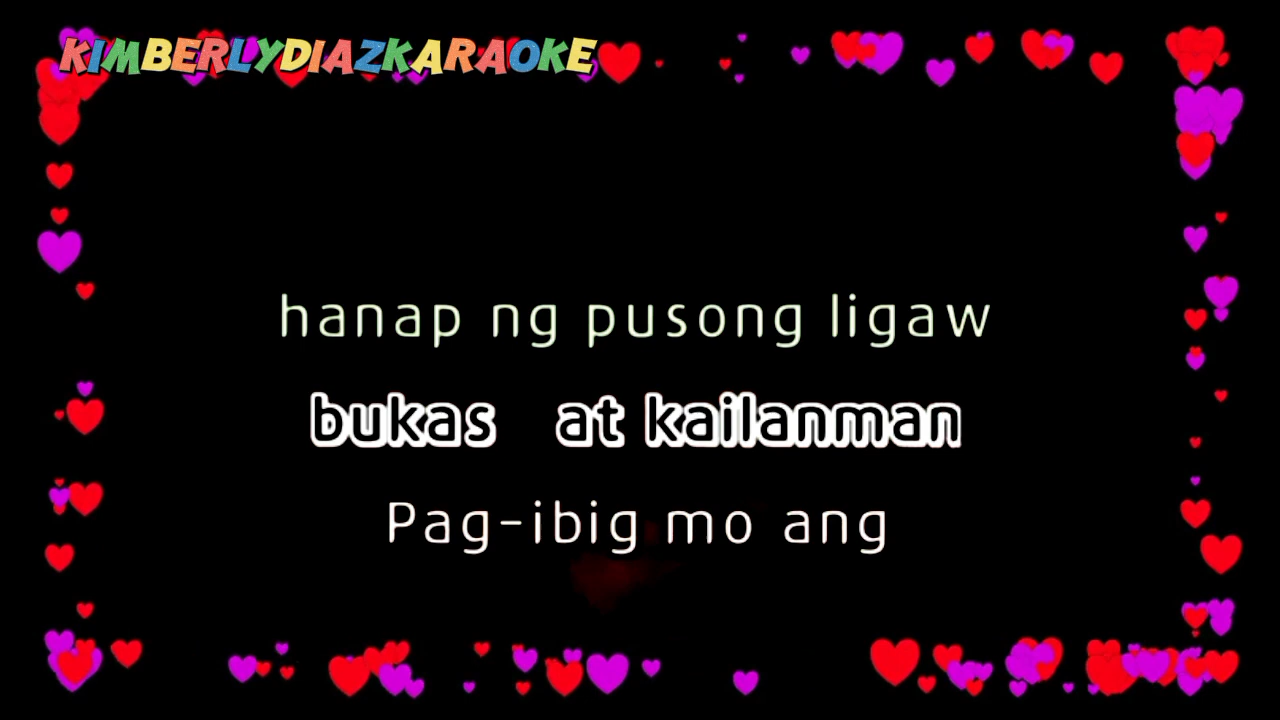 KIMBERLYDIAZKARAOKE
hanap ng pusong ligaw
bukas at kailanman
Pag-ibig mo ang